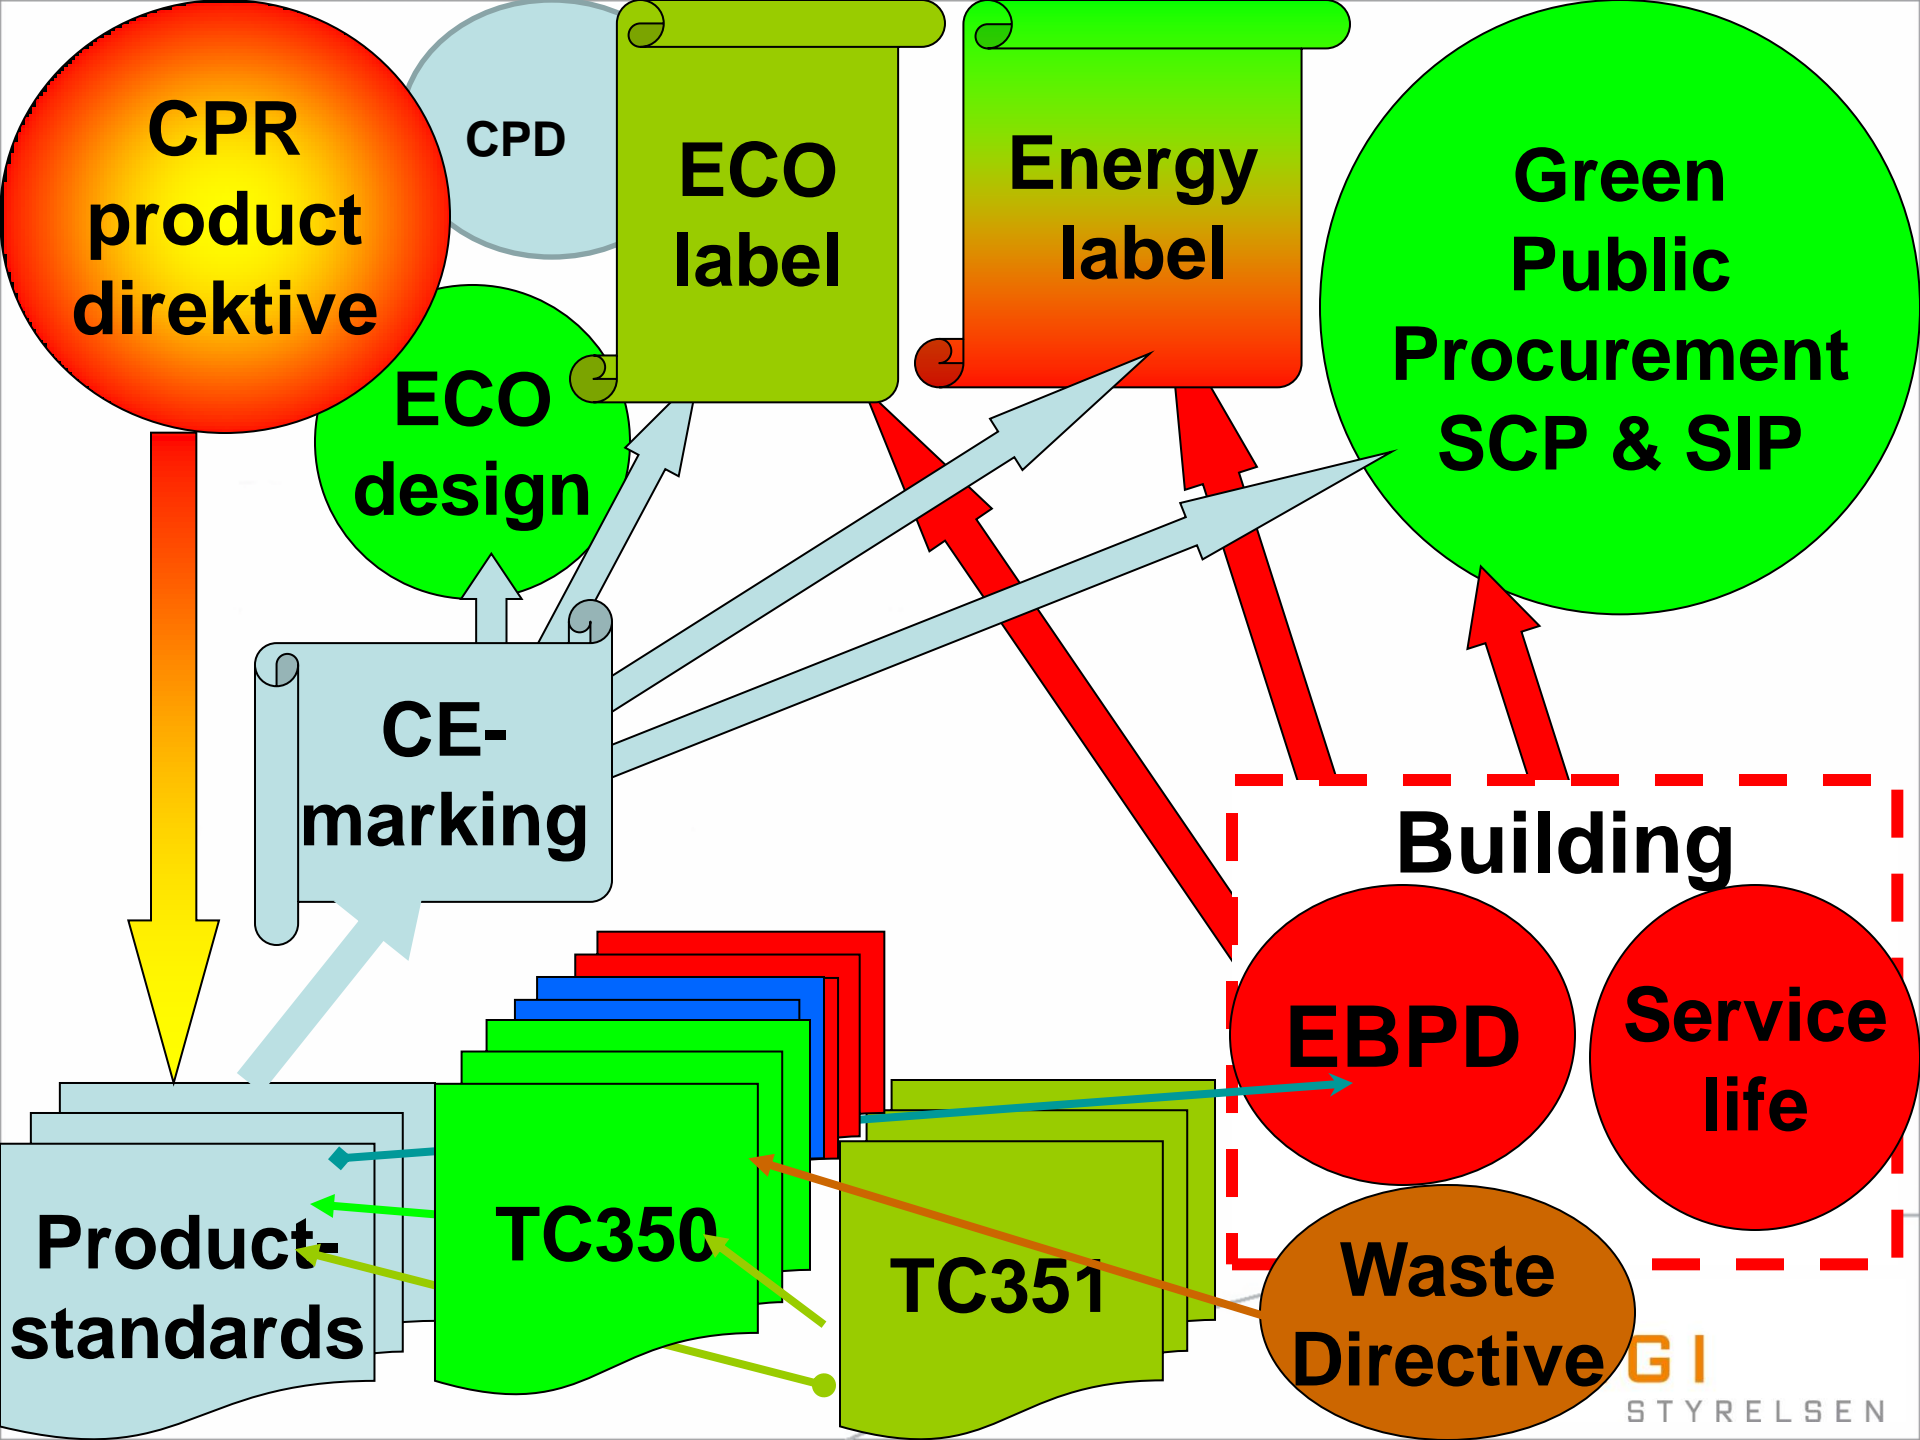 CPR
product
direktive
CPD
ECO
label
Energy
label
Green
Public
Procurement
SCP & SIP
ECO
design
CE-
marking
Building
EBPD
Service
life
Product-
standards
TC350
TC351
Waste
Directive
G I
STYRELSEN